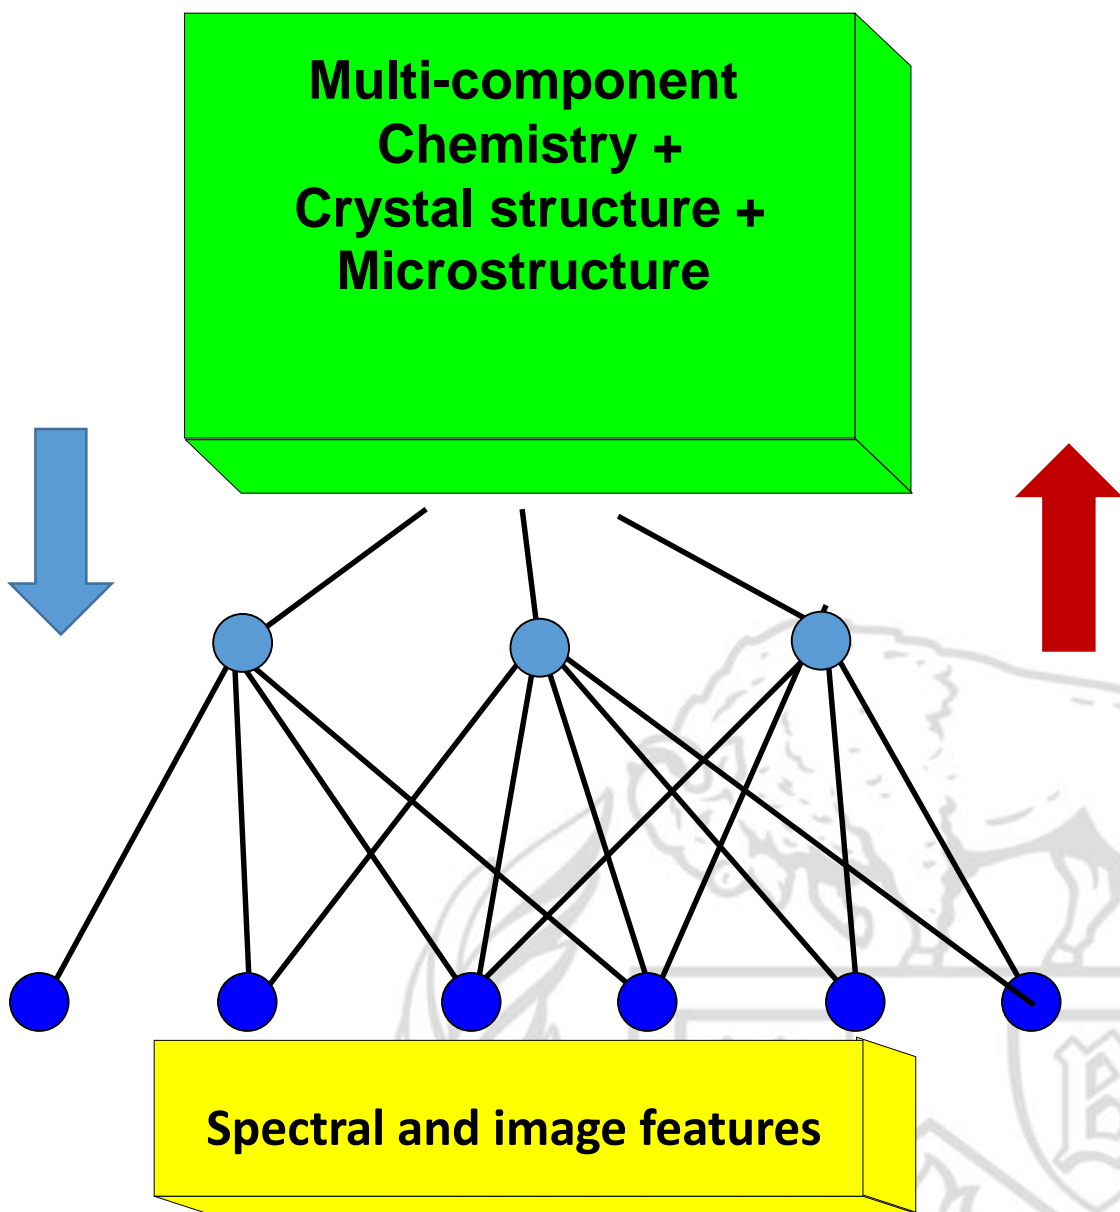 Multi-component
Chemistry +
Crystal structure +
Microstructure
Spectral and image features